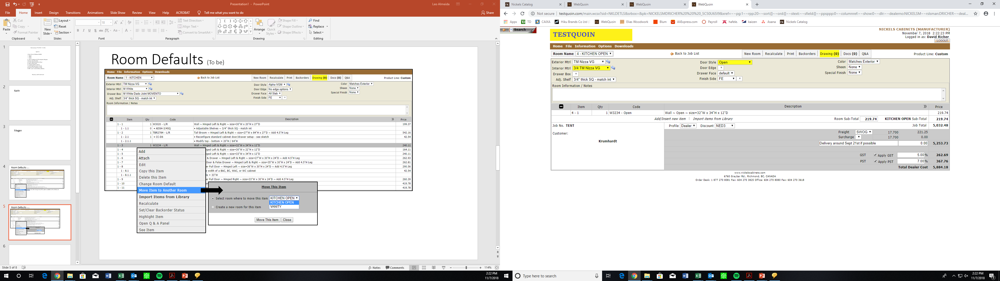 Presentation1 - PowerPoint
Leo Almeida
File Home Insert Design Transitions Animations Slide Show Review View Help ACROBAT Tell me what you want to do
Share
Paste
Cut
Copy
Format Painter
Clipboard
New Slide
Layout
Reset
Section
Slides
18
Font
Text Direction
Align Text
Convert to SmartArt
Paragraph
Arrange
Quick Styles
Shape Fill
Shape Outline
Shape Effects
Drawing
Find
Replace
Select
Editing
1
2
Keith
3
Megan
4
Room Defaults
5
Room Defaults
6
Room Defaults (To be)
Home File Information Options Downloads
Room Name 1 - KITCHEN
Back to Job List
New Room Recalculate Print Backorders Drawing (0) Docs (0) Q&A
Product Line: Custom
Exterior Mtrl TM Nizza VG
Door Style Alpha VGM
Color Matches Exterior
Interior Mtrl M White
Door Edge No edge options
Sheen None
Drawer Box M White Dado Joint MOVENTO
Drawer Face All Slab
Special Finish None
Adj. Shelf 3/4" thick SQ - match int
Finish Side FE
Room Information / Notes
Item Qty Code Description Price
1 - 1 1 W3020 - L/R Wall ~ Hinged Left & Right ~ size=30"W x 20"H x 27"D 199.37
1 - 1.1 0 • ADSH-3/4SQ • Adjustable Shelves ~ 3/4" thick SQ - match int
1 - 2 1 TBR2784 - L/R Tall Broom ~ Hinged Left & Right ~ size=27"W x 84"H x 27"D ~ Add 4.5"H Leg 542.16
1 - 2.1 1 • CC-D6 • Reconfigure standard cabinet door/drawer setup - see sketch 42.54
1 - 2.1.1 • Modify top - bottom = 20"H / 64"H
1 - 3 1 W3234 - L/R Wall ~ Hinged Left & Right ~ size=32"W x 34"H x 12"D 240.11
1 - 4 nged Left & Right ~ size=30"W x 22"H x 12"D 164.11
1 - 5 nged Left & Right ~ size=33"W x 34"H x 12"D 240.11
1 - 6 & Drawer ~ Hinged Left & Right ~ size=27"W x 30"H x 24"D ~ Add 4.5"H Leg 262.93
1 - 7 Door & False Drawer ~ Hinged Left & Right ~ size=35"W x 30"H x 24"D ~ Add 4.5"H Leg 262.81
1 - 8 er Full Door ~ Hinged Left ~ size=36"W x 30"H x 24"D ~ Add 4.5"H Leg 290.56
1 - 8.1 width of a BAC, BC, WAC, or WC cabinet 42.54
1 - 8.1.1 de = 33"W
1 - 9 er Full Door ~ Hinged Right ~ size=33"W x 30"H x 24"D ~ Add 4.5"H Leg 260.39
1 - 10 419.78
1 - 11 419.78
Add
Attach
Edit
Copy this Item
Delete this Item
Change Room Default
Move Item to Another Room
Import Items from Library
Recalculate
Set/Clear Backorder Status
Highlight Item
Open Q & A Panel
See Item
Move This Item
Select room where to move this item KITCHEN OPEN
KITCHEN OPEN
VANITY
Create a new room for this item
Move This Item Close
Slide 5 of 8
Notes Comments 114%
2:22 PM
11/7/2018
Nickels Catalog WebQuoin WebQuoin WebQuoin
Not secure testquoin.com/main.wcsx?sid=NKLDETLS&srbox=&pk=NICKELSMDRICHER%20%20%20_5C50U65I9&xref=~~pg:1~~rpp:20~~sort:[]~~ord:[]~~stext:~~sfield:[]~~ppsppp:0~~columnref:~~show:0~~dlr:~~dealerno:NICKELSM~~rslsman:DRICHER~~deal...
Apps TD CAIXA Hiku Brands Co Ltd WebQuoin Elias Woodwork Blum AliExpress.com Payroll hafele. kaizen Asana Nickels Catalog
Search
TESTQUOIN
NICKELS CABINETS (MANUFACTURER)
November 7, 2018 2:22:23 PM
Logged in as: David Richer
LOGOUT
Home File Information Options Downloads
Room Name 4 - KITCHEN OPEN
Back to Job List
New Room Recalculate Print Backorders Drawing (0) Docs (0) Q&A
Product Line: Custom
Exterior Mtrl TM Nizza VG
Door Style Open
Color Matches Exterior
Interior Mtrl 3/4 TM Nizza VG
Door Edge
Sheen None
Drawer Box
Drawer Face default
Special Finish None
Adj. Shelf 3/4" thick SQ - match int
Finish Side FE
Room Information / Notes
Item Qty Code Description Price
4 - 1 1 W3234 - Open Wall ~ Open ~ size=32"W x 34"H x 12"D 219.74
Add/Insert new item | Import items from Library
Room Sub-Total 219.74 KITCHEN OPEN Sub-Total 219.74
Job No. TEST
Profile Dealer Discount NED3
Job Total 5,032.48
Customer:
Krumhardt
Freight SWOG 17.700 221.25
Surcharge 17.700 0.00
Delivery around Sept 21st if possible 0.00 5,253.73
GST Apply GST 5.00 % 262.69
PST Apply PST 7.00 % 367.76
Total Dealer Cost 5,884.18
www.nickelscabinets.com
6760 Graybar Rd., Richmond, BC, CANADA
Order Desk: 1 877 270 8081 Fax: 604 270 3825 Office: 604 270 8080 Fax: 604 270 3618
Type here to search
2:22 PM
11/7/2018